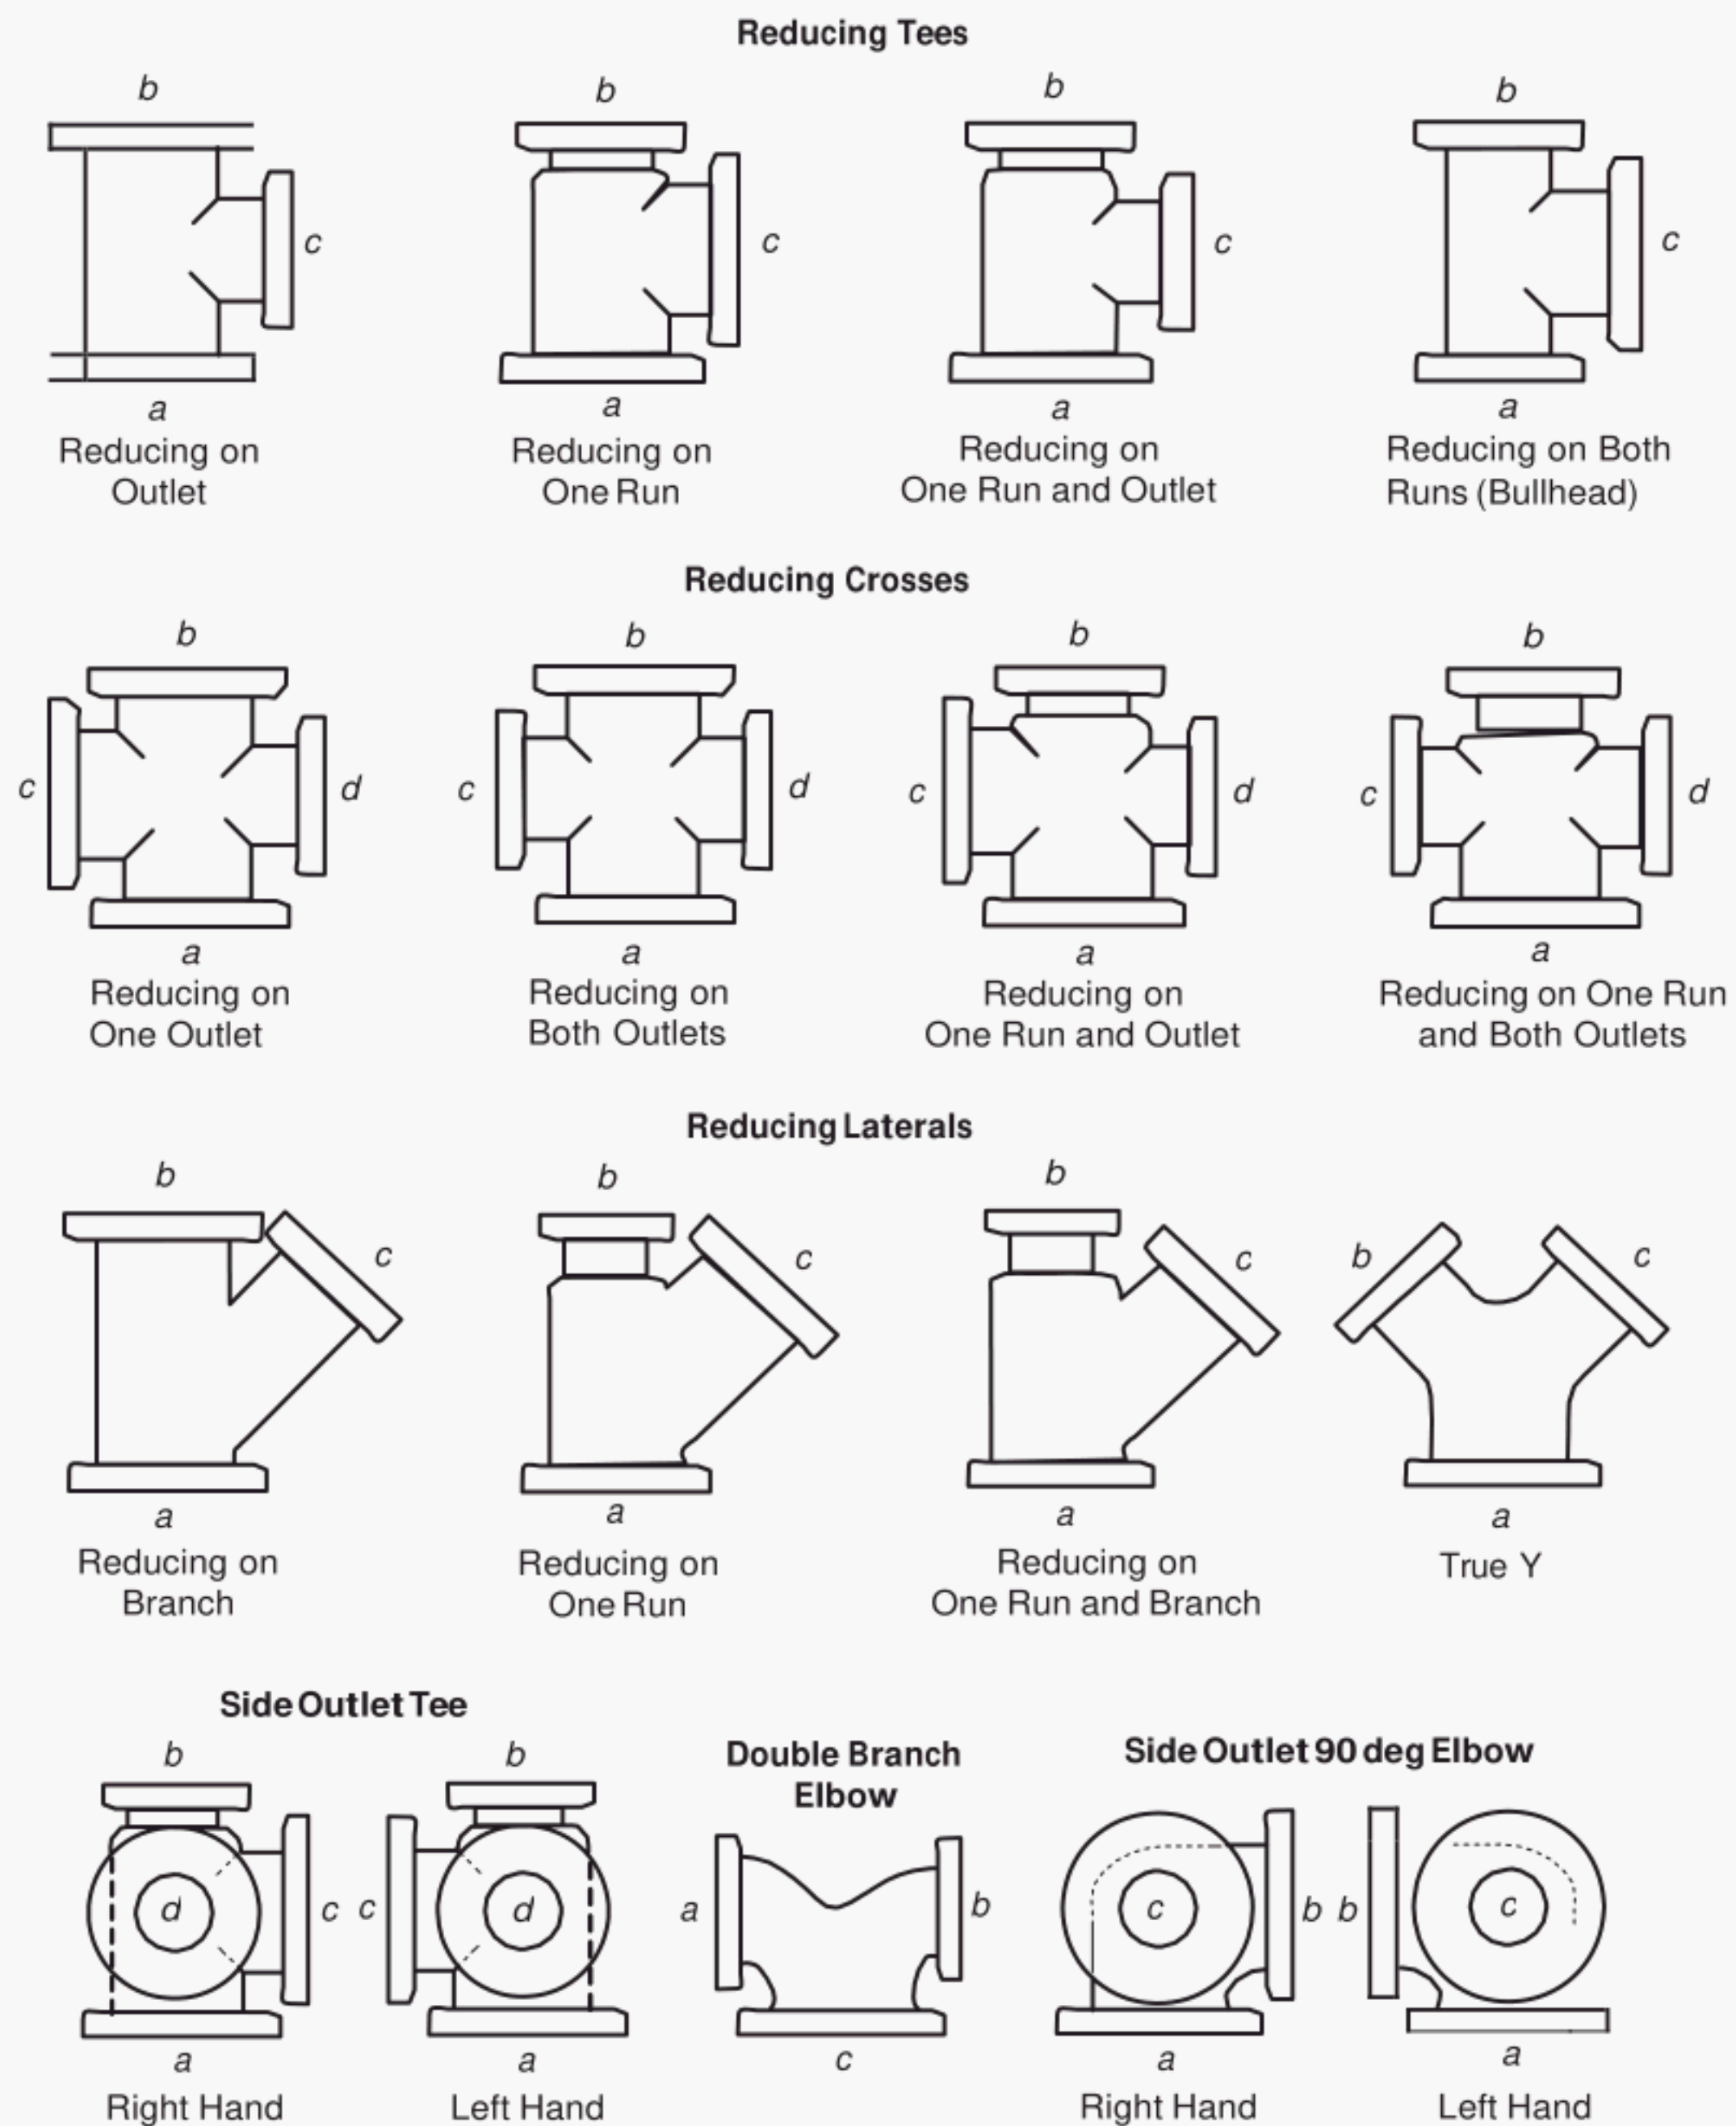 Reducing Tees
b b b b
c c c c
a a a a
Reducing on
Outlet
Reducing on
One Run
Reducing on
One Run and Outlet
Reducing on Both
Runs (Bullhead)
Reducing Crosses
b b b b
c d c d c d c d
a a a a
Reducing on
One Outlet
Reducing on
Both Outlets
Reducing on
One Run and Outlet
Reducing on One Run
and Both Outlets
Reducing Laterals
b b b
c c c b c
a a a a
Reducing on
Branch
Reducing on
One Run
Reducing on
One Run and Branch
True Y
Side Outlet Tee
b b
d c c d
a a
Right Hand
Left Hand
Double Branch
Elbow
a b
c
Side Outlet 90 deg Elbow
c b b c
a a
Right Hand
Left Hand